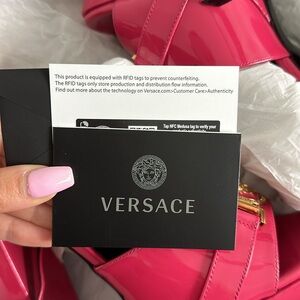 This product is equipped with RFID tags to prevent counterfeiting.
The RFID tags only store production and distribution flow information.
Find out more about the technology on Versace.com>Customer Care>Authenticity
Tap NFC Medusa tag to verify your
VERSACE